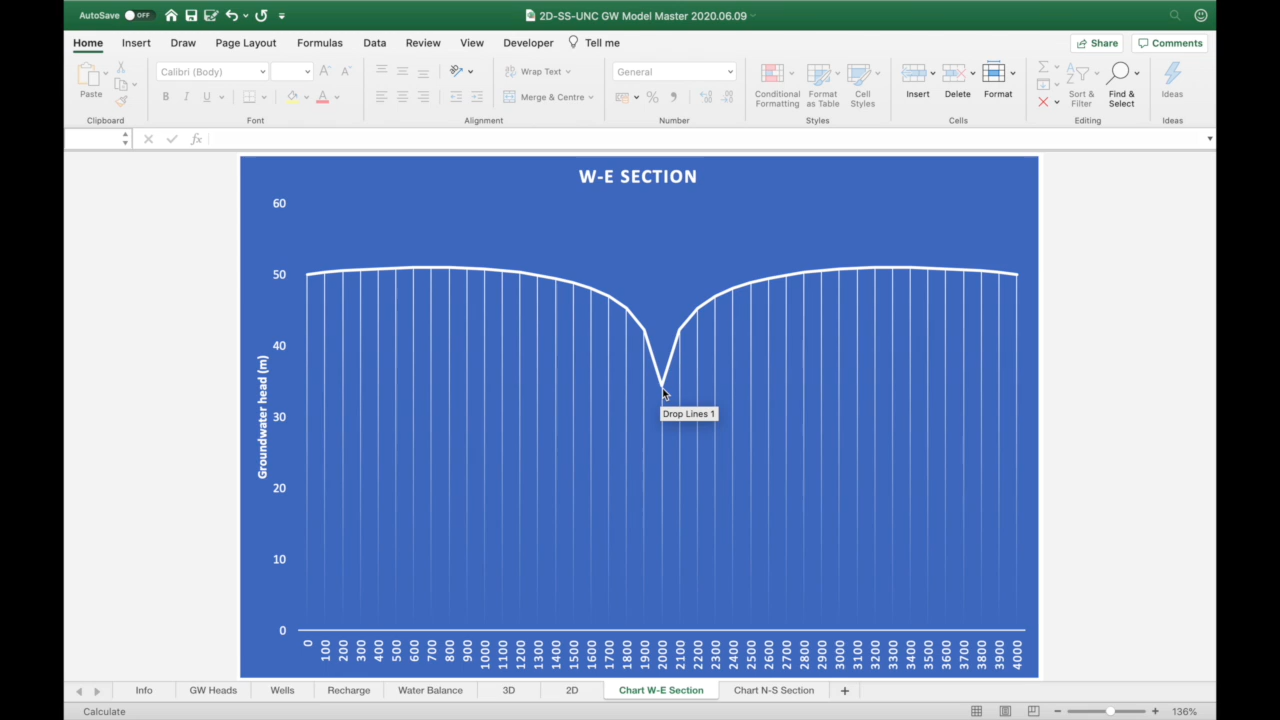 AutoSave OFF
2D-SS-UNC GW Model Master 2020.06.09
Home Insert Draw Page Layout Formulas Data Review View Developer Tell me Share Comments
Paste Calibri (Body) A A Wrap Text General Conditional Formatting Format as Table Cell Styles Insert Delete Format Sort & Filter Find & Select Ideas
B I U A Merge & Centre %
Clipboard Font Alignment Number Styles Cells Editing Ideas
fx
W-E SECTION
60
50
40
30
20
10
0
Groundwater head (m)
Drop Lines 1
0 100 200 300 400 500 600 700 800 900 1000 1100 1200 1300 1400 1500 1600 1700 1800 1900 2000 2100 2200 2300 2400 2500 2600 2700 2800 2900 3000 3100 3200 3300 3400 3500 3600 3700 3800 3900 4000
Info GW Heads Wells Recharge Water Balance 3D 2D Chart W-E Section Chart N-S Section +
Calculate 136%